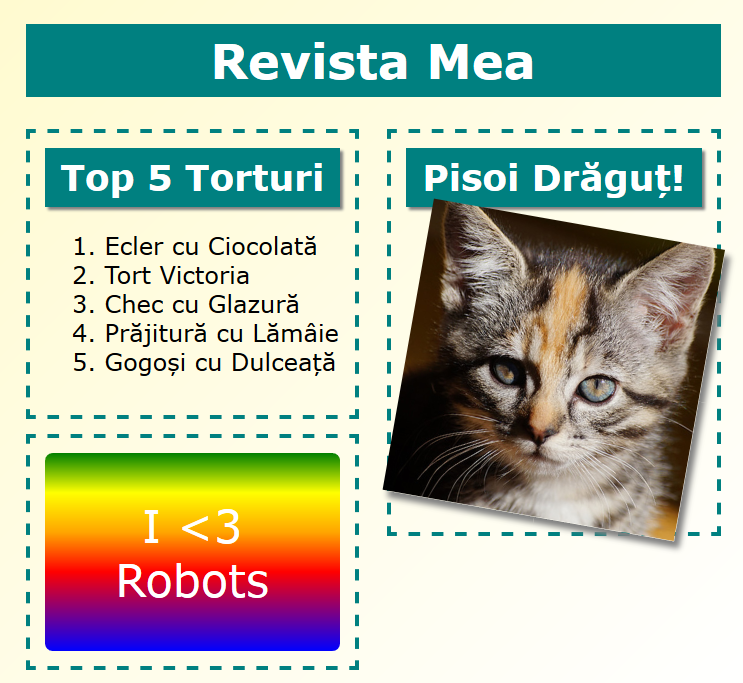 Revista Mea
Top 5 Torturi
1. Ecler cu Ciocolată
2. Tort Victoria
3. Chec cu Glazură
4. Prăjitură cu Lămâie
5. Gogoși cu Dulceață
I <3
Robots
Pisoi Drăguț!